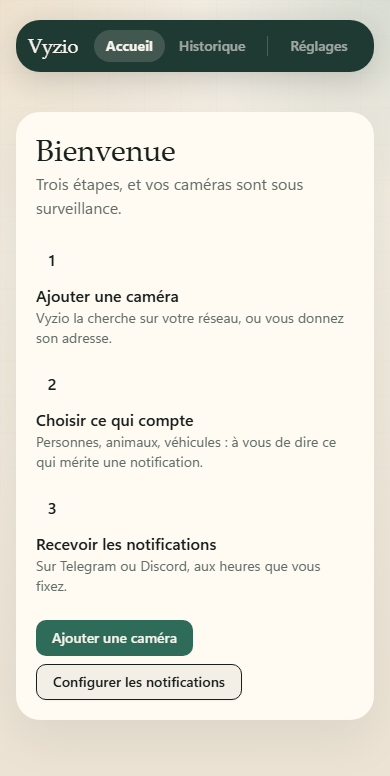 Vyzio Accueil Historique Réglages
Bienvenue
Trois étapes, et vos caméras sont sous
surveillance.
1
Ajouter une caméra
Vyzio la cherche sur votre réseau, ou vous donnez
son adresse.
2
Choisir ce qui compte
Personnes, animaux, véhicules : à vous de dire ce
qui mérite une notification.
3
Recevoir les notifications
Sur Telegram ou Discord, aux heures que vous
fixez.
Ajouter une caméra
Configurer les notifications